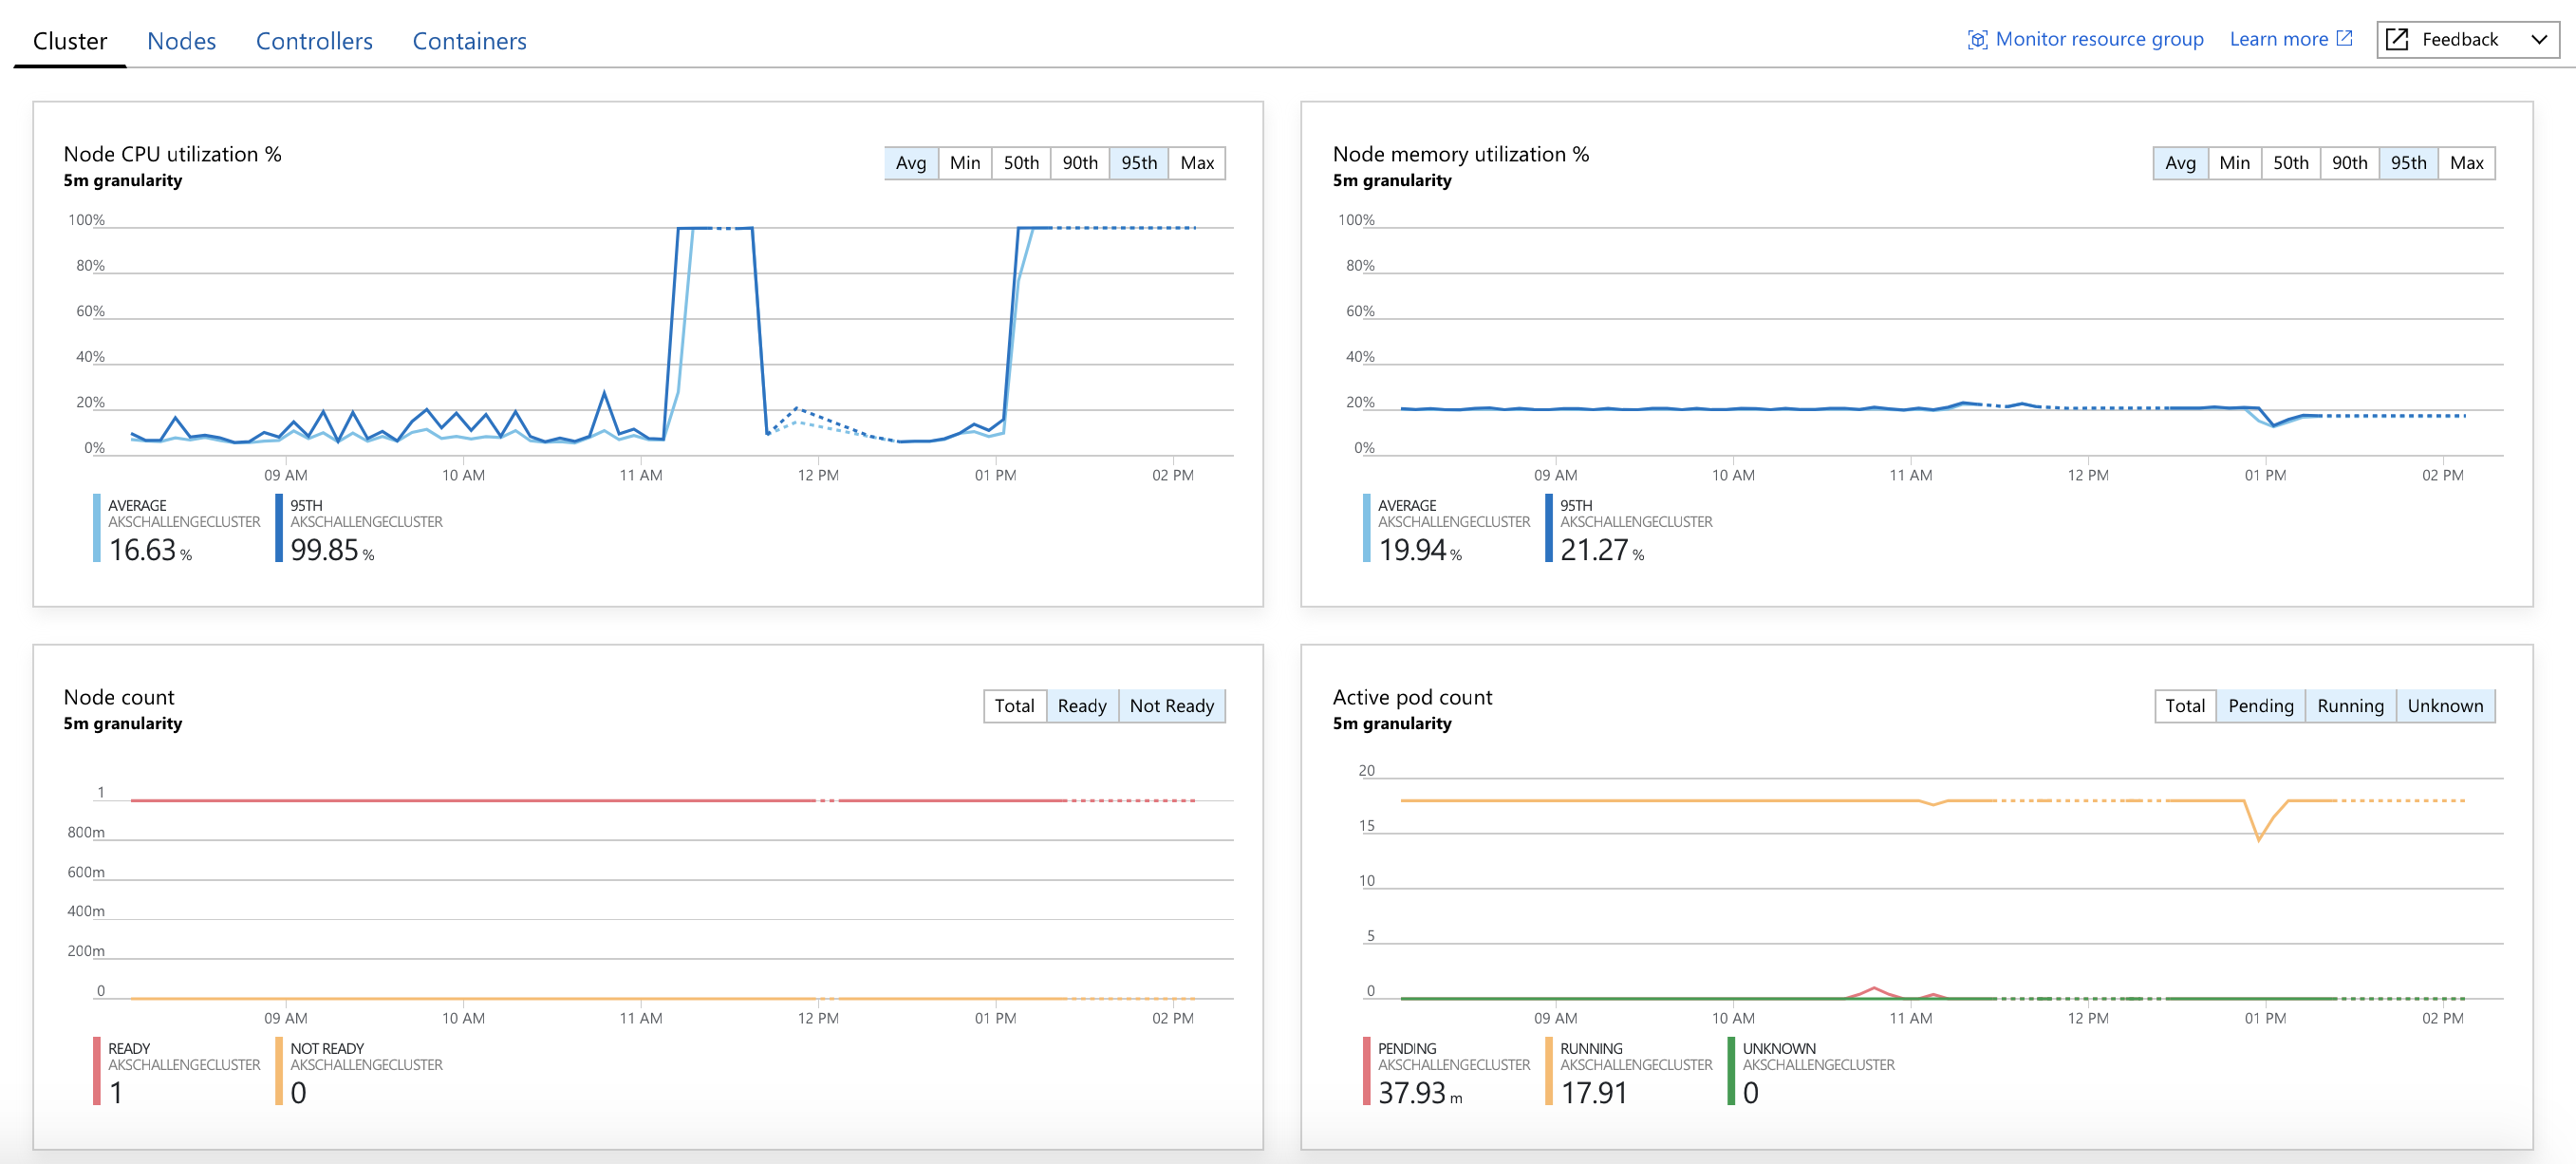 Cluster Nodes Controllers Containers Monitor resource group Learn more Feedback
Node CPU utilization %
5m granularity
Avg Min 50th 90th 95th Max
100%
80%
60%
40%
20%
0%
09 AM 10 AM 11 AM 12 PM 01 PM 02 PM
AVERAGE
AKSCHALLENGECLUSTER
16.63 %
95TH
AKSCHALLENGECLUSTER
99.85 %
Node memory utilization %
5m granularity
Avg Min 50th 90th 95th Max
100%
80%
60%
40%
20%
0%
09 AM 10 AM 11 AM 12 PM 01 PM 02 PM
AVERAGE
AKSCHALLENGECLUSTER
19.94 %
95TH
AKSCHALLENGECLUSTER
21.27 %
Node count
5m granularity
Total Ready Not Ready
1
800m
600m
400m
200m
0
09 AM 10 AM 11 AM 12 PM 01 PM 02 PM
READY
AKSCHALLENGECLUSTER
1
NOT READY
AKSCHALLENGECLUSTER
0
Active pod count
5m granularity
Total Pending Running Unknown
20
15
10
5
0
09 AM 10 AM 11 AM 12 PM 01 PM 02 PM
PENDING
AKSCHALLENGECLUSTER
37.93 m
RUNNING
AKSCHALLENGECLUSTER
17.91
UNKNOWN
AKSCHALLENGECLUSTER
0